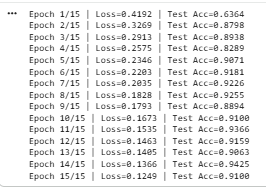 Epoch 1/15 | Loss=0.4192 | Test Acc=0.6364
Epoch 2/15 | Loss=0.3269 | Test Acc=0.8798
Epoch 3/15 | Loss=0.2913 | Test Acc=0.8938
Epoch 4/15 | Loss=0.2575 | Test Acc=0.8289
Epoch 5/15 | Loss=0.2346 | Test Acc=0.9071
Epoch 6/15 | Loss=0.2203 | Test Acc=0.9181
Epoch 7/15 | Loss=0.2035 | Test Acc=0.9226
Epoch 8/15 | Loss=0.1828 | Test Acc=0.9255
Epoch 9/15 | Loss=0.1793 | Test Acc=0.8894
Epoch 10/15 | Loss=0.1673 | Test Acc=0.9100
Epoch 11/15 | Loss=0.1535 | Test Acc=0.9366
Epoch 12/15 | Loss=0.1463 | Test Acc=0.9159
Epoch 13/15 | Loss=0.1405 | Test Acc=0.9063
Epoch 14/15 | Loss=0.1366 | Test Acc=0.9425
Epoch 15/15 | Loss=0.1249 | Test Acc=0.9100